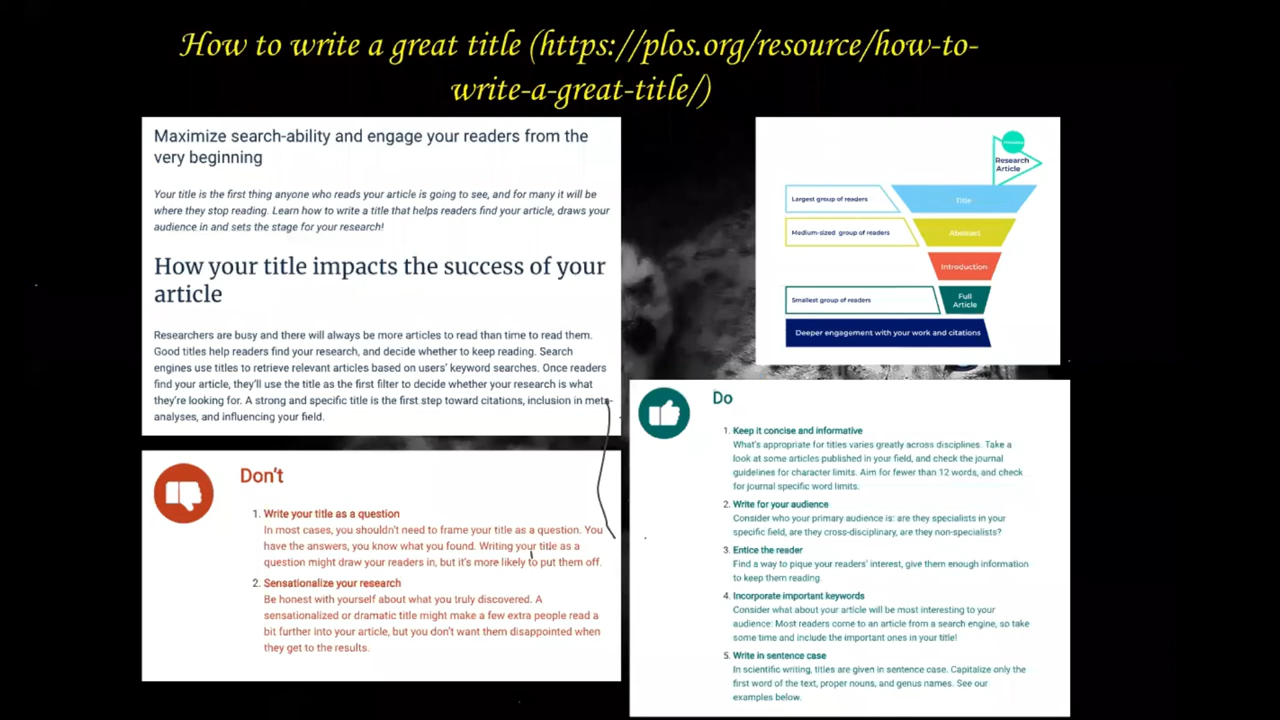 How to write a great title (https://plos.org/resource/how-to-
write-a-great-title/)
Maximize search-ability and engage your readers from the
very beginning
Your title is the first thing anyone who reads your article is going to see, and for many it will be
where they stop reading. Learn how to write a title that helps readers find your article, draws your
audience in and sets the stage for your research!
How your title impacts the success of your
article
Researchers are busy and there will always be more articles to read than time to read them.
Good titles help readers find your research, and decide whether to keep reading. Search
engines use titles to retrieve relevant articles based on users' keyword searches. Once readers
find your article, they'll use the title as the first filter to decide whether your research is what
they're looking for. A strong and specific title is the first step toward citations, inclusion in meta-
analyses, and influencing your field.
Don't
1. Write your title as a question
In most cases, you shouldn't need to frame your title as a question. You
have the answers, you know what you found. Writing your title as a
question might draw your readers in, but it's more likely to put them off.
2. Sensationalize your research
Be honest with yourself about what you truly discovered. A
sensationalized or dramatic title might make a few extra people read a
bit further into your article, but you don't want them disappointed when
they get to the results.
Research
Article
Largest group of readers
Title
Medium-sized group of readers
Abstract
Introduction
Smallest group of readers
Full
Article
Deeper engagement with your work and citations
Do
1. Keep it concise and informative
What's appropriate for titles varies greatly across disciplines. Take a
look at some articles published in your field, and check the journal
guidelines for character limits. Aim for fewer than 12 words, and check
for journal specific word limits.
2. Write for your audience
Consider who your primary audience is: are they specialists in your
specific field, are they cross-disciplinary, are they non-specialists?
3. Entice the reader
Find a way to pique your readers' interest, give them enough information
to keep them reading.
4. Incorporate important keywords
Consider what about your article will be most interesting to your
audience: Most readers come to an article from a search engine, so take
some time and include the important ones in your title!
5. Write in sentence case
In scientific writing, titles are given in sentence case. Capitalize only the
first word of the text, proper nouns, and genus names. See our
examples below.